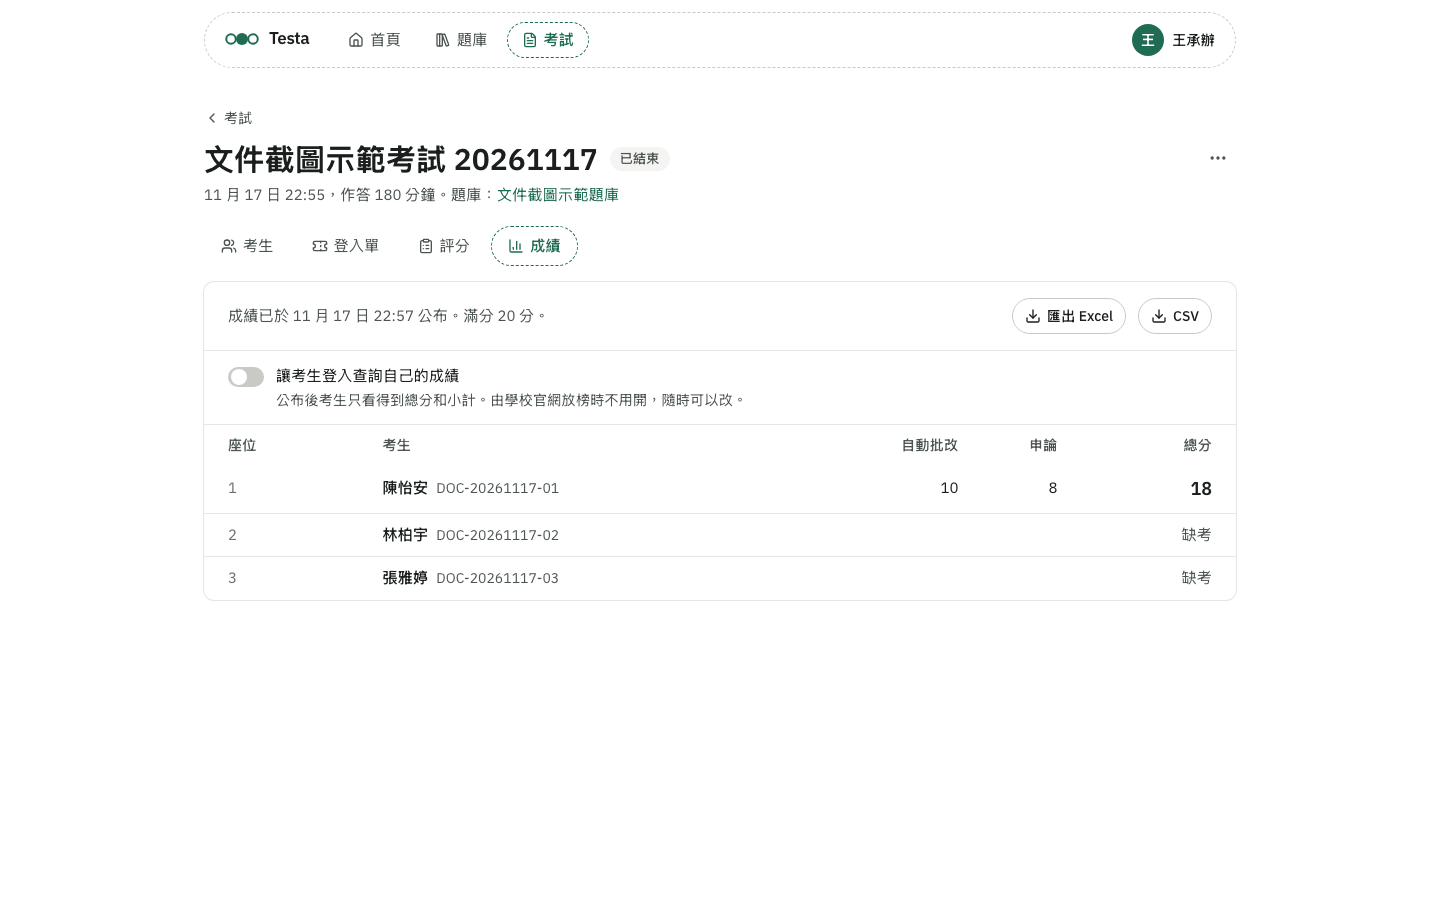 Testa 首頁 題庫 考試 王 王承辦
考試
文件截圖示範考試 20261117 已結束
11 月 17 日 22:55，作答 180 分鐘。題庫：文件截圖示範題庫
考生 登入單 評分 成績
成績已於 11 月 17 日 22:57 公布。滿分 20 分。 匯出 Excel CSV
讓考生登入查詢自己的成績
公布後考生只看得到總分和小計。由學校官網放榜時不用開，隨時可以改。
座位 考生 自動批改 申論 總分
1 陳怡安 DOC-20261117-01 10 8 18
2 林柏宇 DOC-20261117-02 缺考
3 張雅婷 DOC-20261117-03 缺考